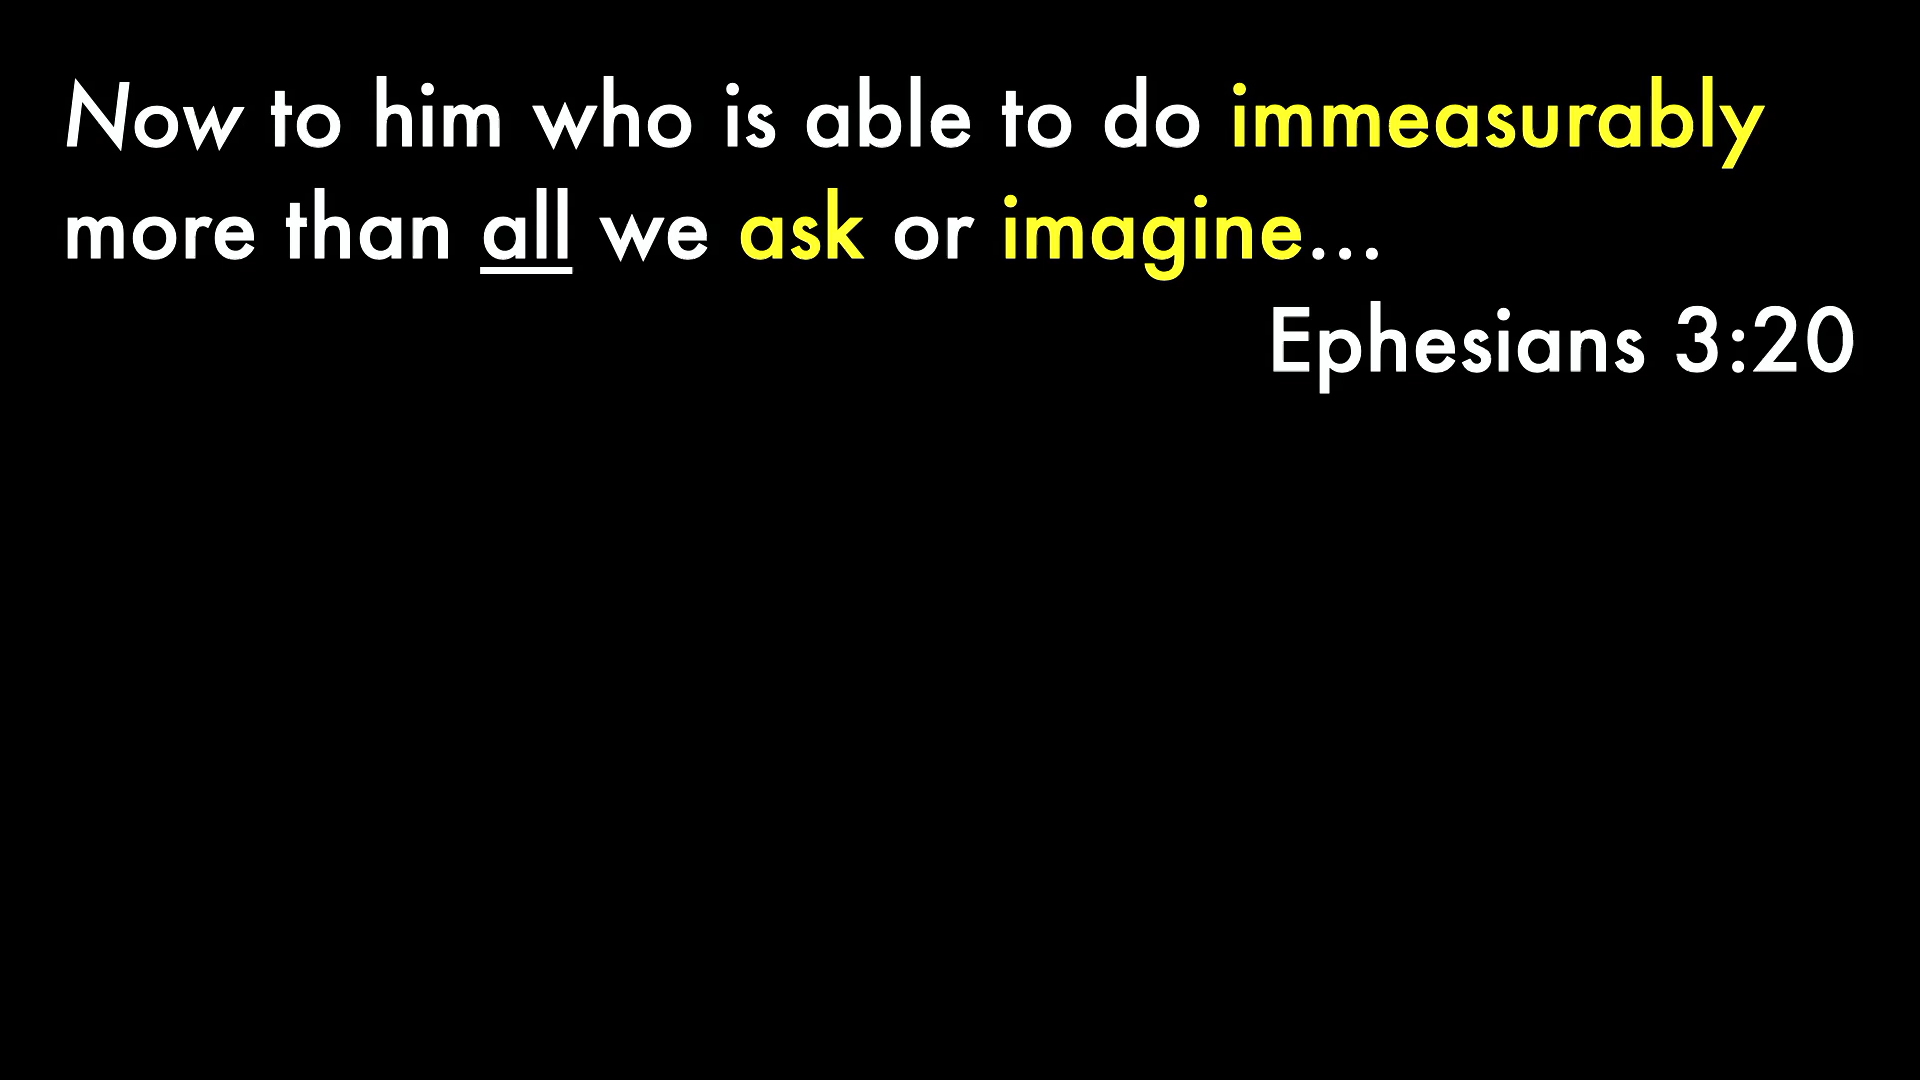 Now to him who is able to do immeasurably
more than all we ask or imagine...
Ephesians 3:20